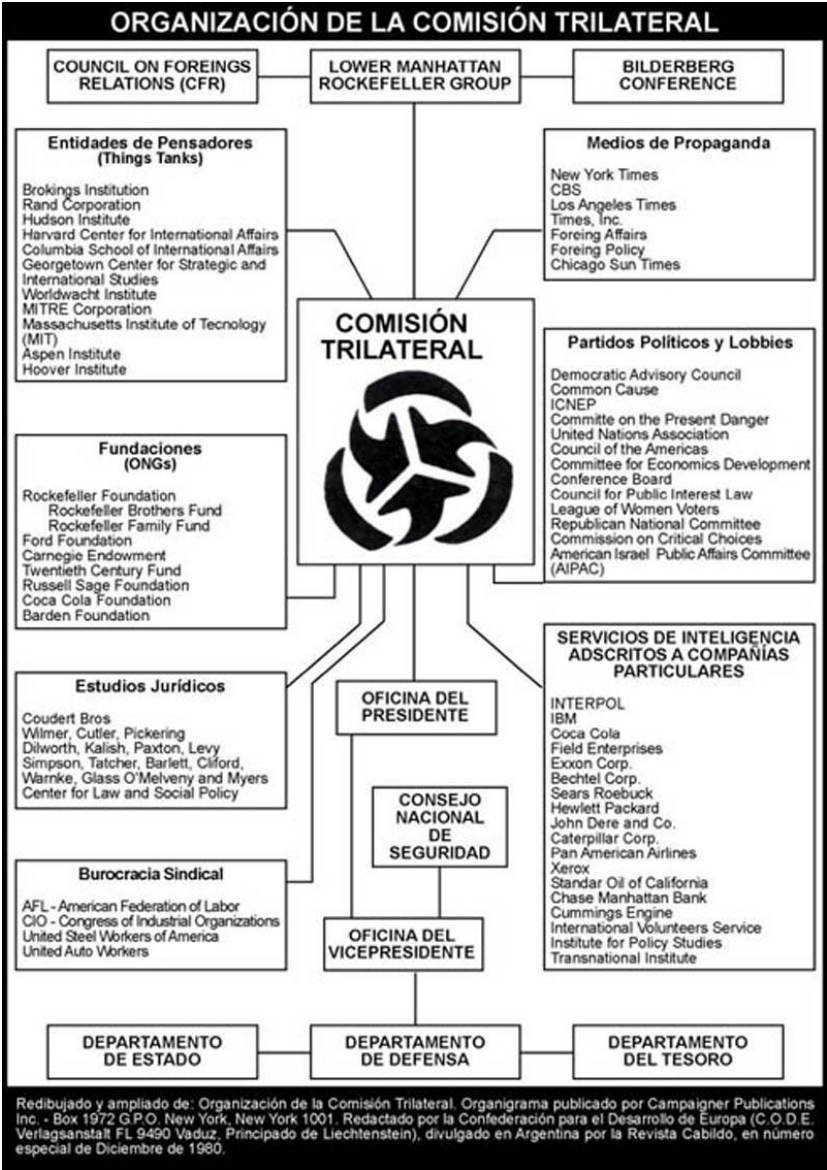 ORGANIZACIÓN DE LA COMISIÓN TRILATERAL
COUNCIL ON FOREINGS
RELATIONS (CFR)
LOWER MANHATTAN
ROCKEFELLER GROUP
BILDERBERG
CONFERENCE
Entidades de Pensadores
(Things Tanks)
Brokings Institution
Rand Corporation
Hudson Institute
Harvard Center for International Affairs
Columbia School of International Affairs
Georgetown Center for Strategic and
International Studies
Worldwacht Institute
MITRE Corporation
Massachusetts Institute of Tecnology
(MIT)
Aspen Institute
Hoover Institute
Medios de Propaganda
New York Times
CBS
Los Angeles Times
Times, Inc.
Foreing Affairs
Foreing Policy
Chicago Sun Times
COMISIÓN
TRILATERAL
Partidos Políticos y Lobbies
Democratic Advisory Council
Common Cause
ICNEP
Committe on the Present Danger
United Nations Association
Council of the Americas
Committee for Economics Development
Conference Board
Council for Public Interest Law
League of Women Voters
Republican National Committee
Commission on Critical Choices
American Israel Public Affairs Committee
(AIPAC)
Fundaciones
(ONGs)
Rockefeller Foundation
Rockefeller Brothers Fund
Rockefeller Family Fund
Ford Foundation
Carnegie Endowment
Twentieth Century Fund
Russell Sage Foundation
Coca Cola Foundation
Barden Foundation
Estudios Jurídicos
Coudert Bros
Wilmer, Cutler, Pickering
Dilworth, Kalish, Paxton, Levy
Simpson, Tatcher, Barlett, Cliford,
Warnke, Glass O'Melveny and Myers
Center for Law and Social Policy
OFICINA DEL
PRESIDENTE
SERVICIOS DE INTELIGENCIA
ADSCRITOS A COMPAÑÍAS
PARTICULARES
INTERPOL
IBM
Coca Cola
Field Enterprises
Exxon Corp.
Bechtel Corp.
Sears Roebuck
Hewlett Packard
John Dere and Co.
Caterpillar Corp.
Pan American Airlines
Xerox
Standar Oil of California
Chase Manhattan Bank
Cummings Engine
International Volunteers Service
Institute for Policy Studies
Transnational Institute
CONSEJO
NACIONAL
DE
SEGURIDAD
Burocracia Sindical
AFL - American Federation of Labor
CIO - Congress of Industrial Organizations
United Steel Workers of America
United Auto Workers
OFICINA DEL
VICEPRESIDENTE
DEPARTAMENTO
DE ESTADO
DEPARTAMENTO
DE DEFENSA
DEPARTAMENTO
DEL TESORO
Redibujado y ampliado de: Organización de la Comisión Trilateral. Organigrama publicado por Campaigner Publications
Inc. - Box 1972 G.P.O. New York, New York 1001. Redactado por la Confederación para el Desarrollo de Europa (C.O.D.E.
Verlagsanstalt FL 9490 Vaduz, Principado de Liechtenstein), divulgado en Argentina por la Revista Cabildo, en número
especial de Diciembre de 1980.